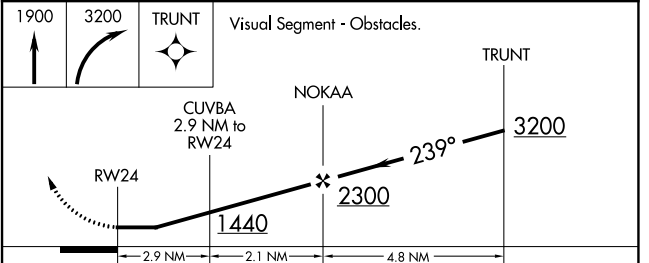 1900 3200 TRUNT
Visual Segment - Obstacles.
TRUNT
NOKAA
CUVBA
2.9 NM to
RW24
RW24
239° 3200
2300
1440
2.9 NM 2.1 NM 4.8 NM